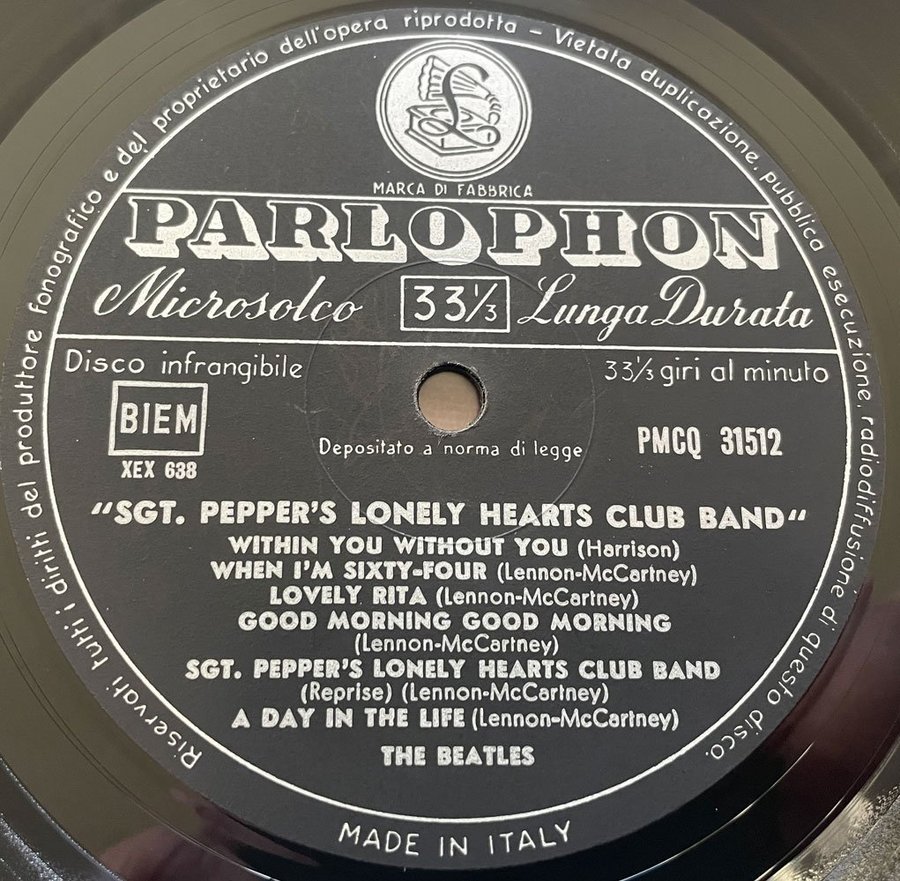 Riservati tutti i diritti del produttore fonografico e del proprietario dell'opera riprodotta – Vietata duplicazione, pubblica esecuzione, radiodiffusione di questo disco.
£
MARCA DI FABBRICA
PARLOPHON
Microsolco 33⅓ Lunga Durata
Disco infrangibile 33⅓ giri al minuto
BIEM
XEX 638
Depositato a norma di legge
PMCQ 31512
"SGT. PEPPER'S LONELY HEARTS CLUB BAND"
WITHIN YOU WITHOUT YOU (Harrison)
WHEN I'M SIXTY-FOUR (Lennon-McCartney)
LOVELY RITA (Lennon-McCartney)
GOOD MORNING GOOD MORNING
(Lennon-McCartney)
SGT. PEPPER'S LONELY HEARTS CLUB BAND
(Reprise) (Lennon-McCartney)
A DAY IN THE LIFE (Lennon-McCartney)
THE BEATLES
MADE IN ITALY